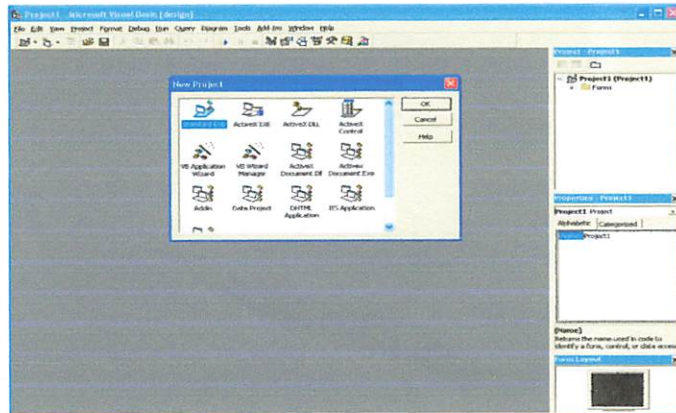 Project1 - Microsoft Visual Basic [design]
File Edit View Project Format Debug Run Query Diagram Tools Add-Ins Window Help
New Project
Standard EXE
ActiveX EXE
ActiveX DLL
ActiveX Control
VB Application Wizard
VB Wizard Manager
ActiveX Document Dll
Activex Document Exe
Addin
Data Project
DHTML Application
IIS Application
OK
Cancel
Help
Project - Project1
Project1 (Project1)
Forms
Properties - Project1
Project1 Project
Alphabetic Categorized
Project1
(Name)
Returns the name used in code to
identify a form, control, or data access
Form Layout